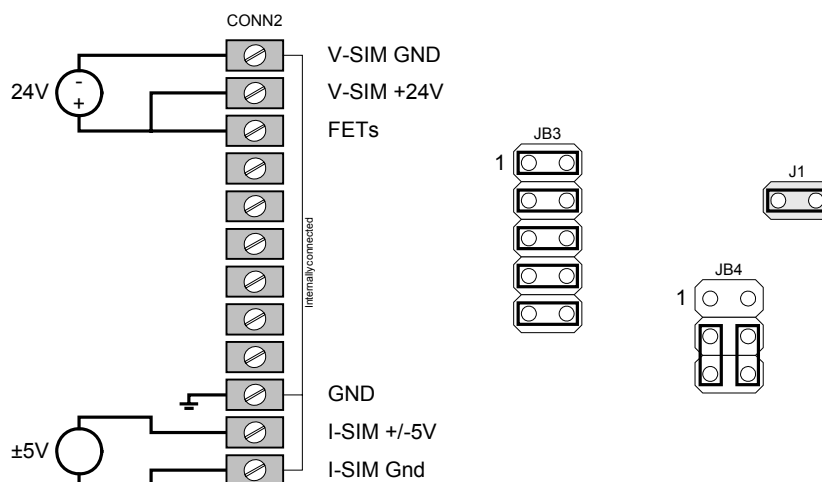 CONN2
V-SIM GND
24V
-
+
V-SIM +24V
FETs
JB3
1
J1
Internally connected
JB4
1
GND
I-SIM +/-5V
±5V
I-SIM Gnd